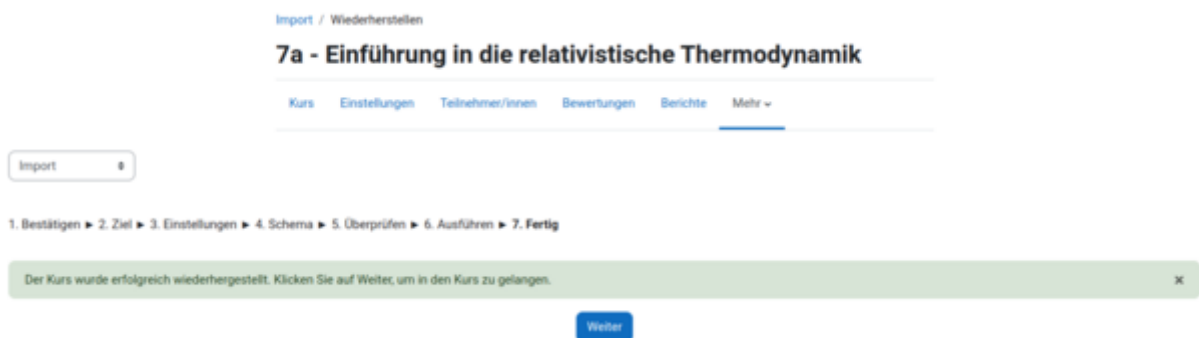 Import / Wiederherstellen
7a - Einführung in die relativistische Thermodynamik
Kurs Einstellungen Teilnehmer/innen Bewertungen Berichte Mehr
Import
1. Bestätigen ► 2. Ziel ► 3. Einstellungen ► 4. Schema ► 5. Überprüfen ► 6. Ausführen ► 7. Fertig
Der Kurs wurde erfolgreich wiederhergestellt. Klicken Sie auf Weiter, um in den Kurs zu gelangen. ×
Weiter